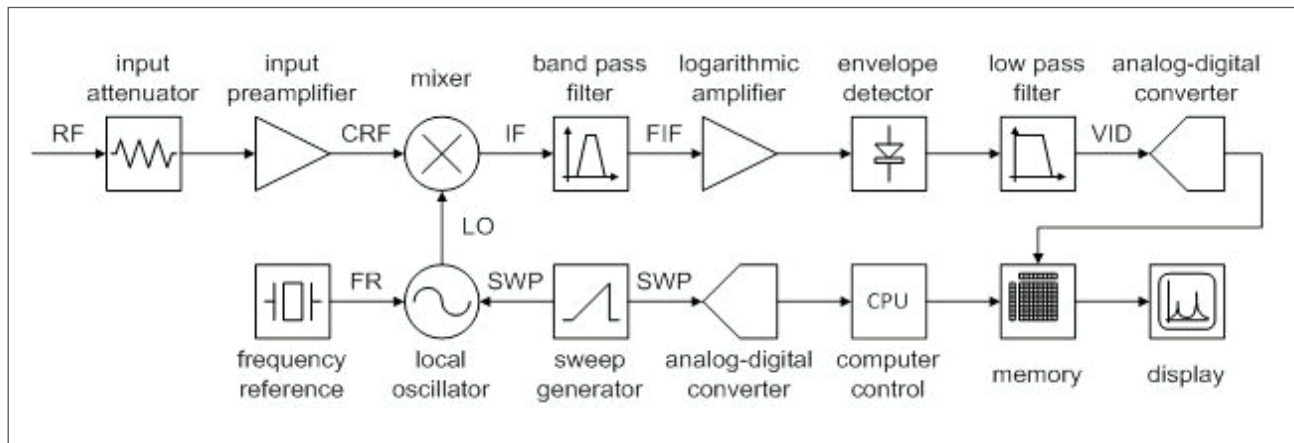 input
attenuator
input
preamplifier
mixer
band pass
filter
logarithmic
amplifier
envelope
detector
low pass
filter
analog-digital
converter
RF
CRF
IF
FIF
VID
LO
FR
SWP
SWP
CPU
frequency
reference
local
oscillator
sweep
generator
analog-digital
converter
computer
control
memory
display